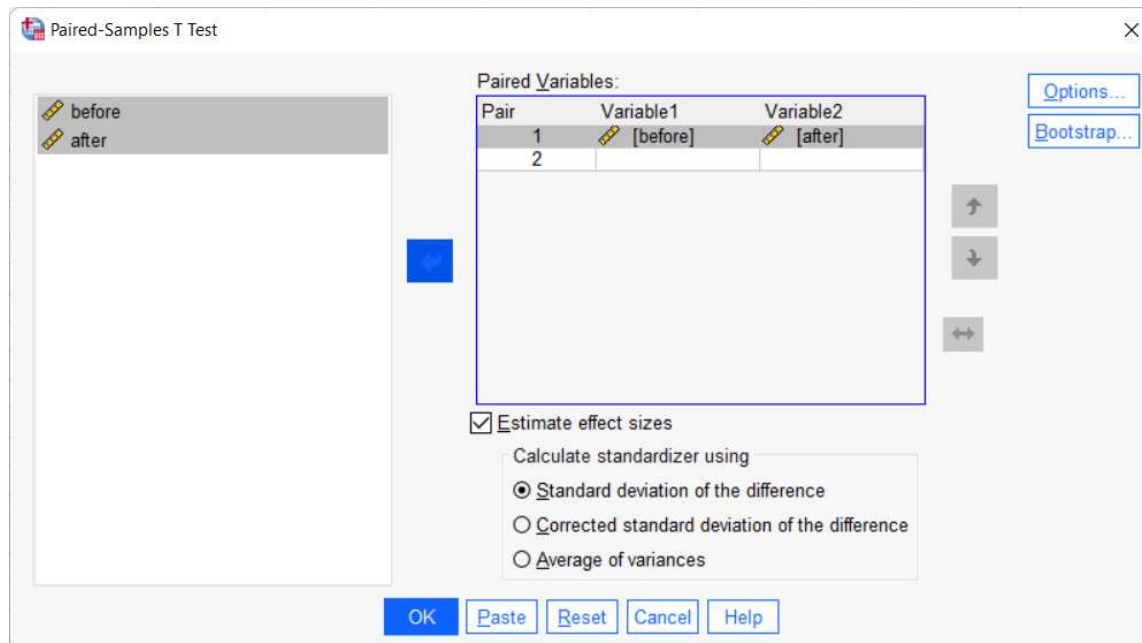 Paired-Samples T Test
before
after
Paired Variables:
Pair Variable1 Variable2
1 [before] [after]
2
Options...
Bootstrap...
Estimate effect sizes
Calculate standardizer using
Standard deviation of the difference
Corrected standard deviation of the difference
Average of variances
OK Paste Reset Cancel Help